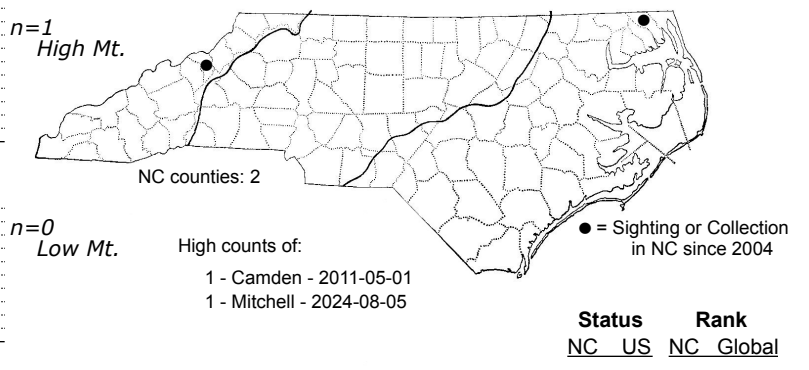 n=1
High Mt.
NC counties: 2
n=0
Low Mt.
High counts of:
1 - Camden - 2011-05-01
1 - Mitchell - 2024-08-05
● = Sighting or Collection
in NC since 2004
Status Rank
NC US NC Global